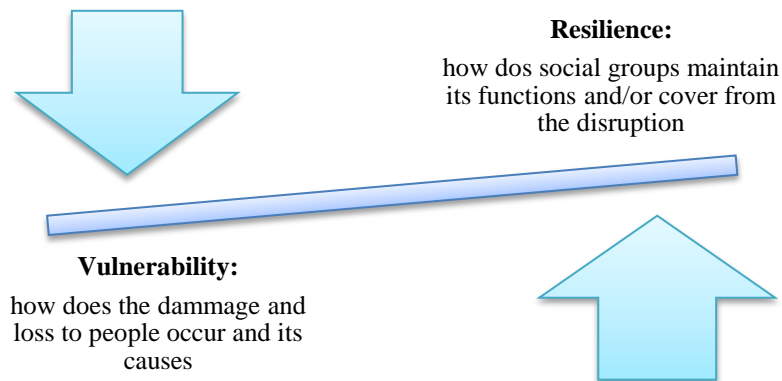 Resilience:
how dos social groups maintain
its functions and/or cover from
the disruption
Vulnerability:
how does the dammage and
loss to people occur and its
causes